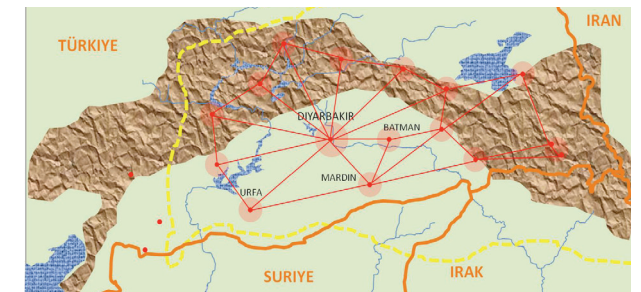 IRAN
TÜRKIYE
DIYARBAKIR
BATMAN
MARDIN
URFA
SURIYE
IRAK